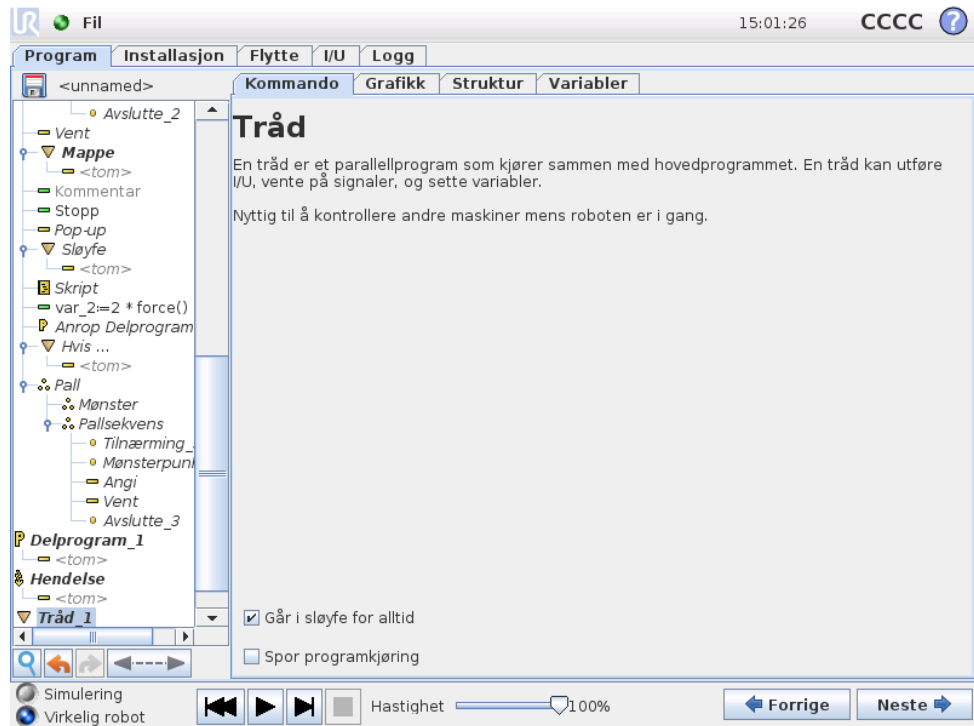 UR Fil 15:01:26 CCCC ?
Program Installasjon Flytte I/U Logg
<unnamed>
Kommando Grafikk Struktur Variabler
Avslutte_2
Vent
Mappe
<tom>
Kommentar
Stopp
Pop-up
Sløyfe
<tom>
Skript
var_2:=2 * force()
Anrop Delprogram
Hvis ...
<tom>
Pall
Mønster
Pallsekvens
Tilnærming_
Mønsterpun
Angi
Vent
Avslutte_3
Delprogram_1
<tom>
Hendelse
<tom>
Tråd_1
Tråd
En tråd er et parallellprogram som kjører sammen med hovedprogrammet. En tråd kan utføre
I/U, vente på signaler, og sette variabler.
Nyttig til å kontrollere andre maskiner mens roboten er i gang.
Går i sløyfe for alltid
Spor programkjøring
Simulering
Virkelig robot
Hastighet 100%
Forrige Neste